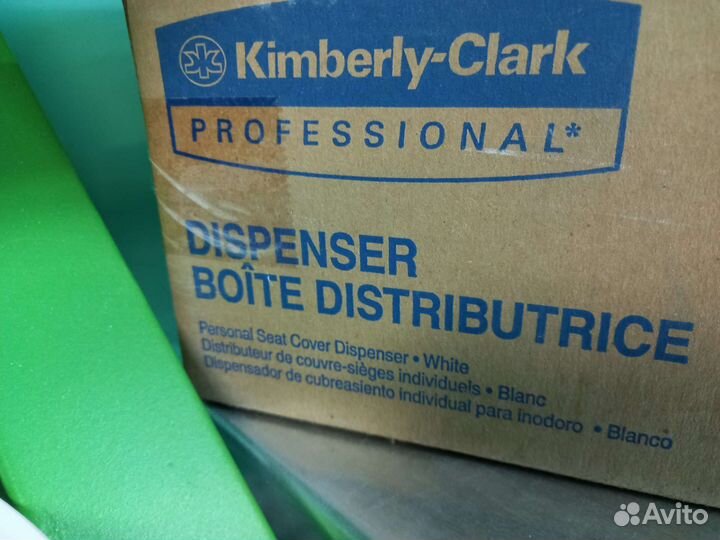 Kimberly-Clark
PROFESSIONAL*
DISPENSER
BOÎTE DISTRIBUTRICE
Personal Seat Cover Dispenser • White
Distributeur de couvre-sièges individuels • Blanc
Dispensador de cubreasiento individual para inodoro • Blanco
Avito